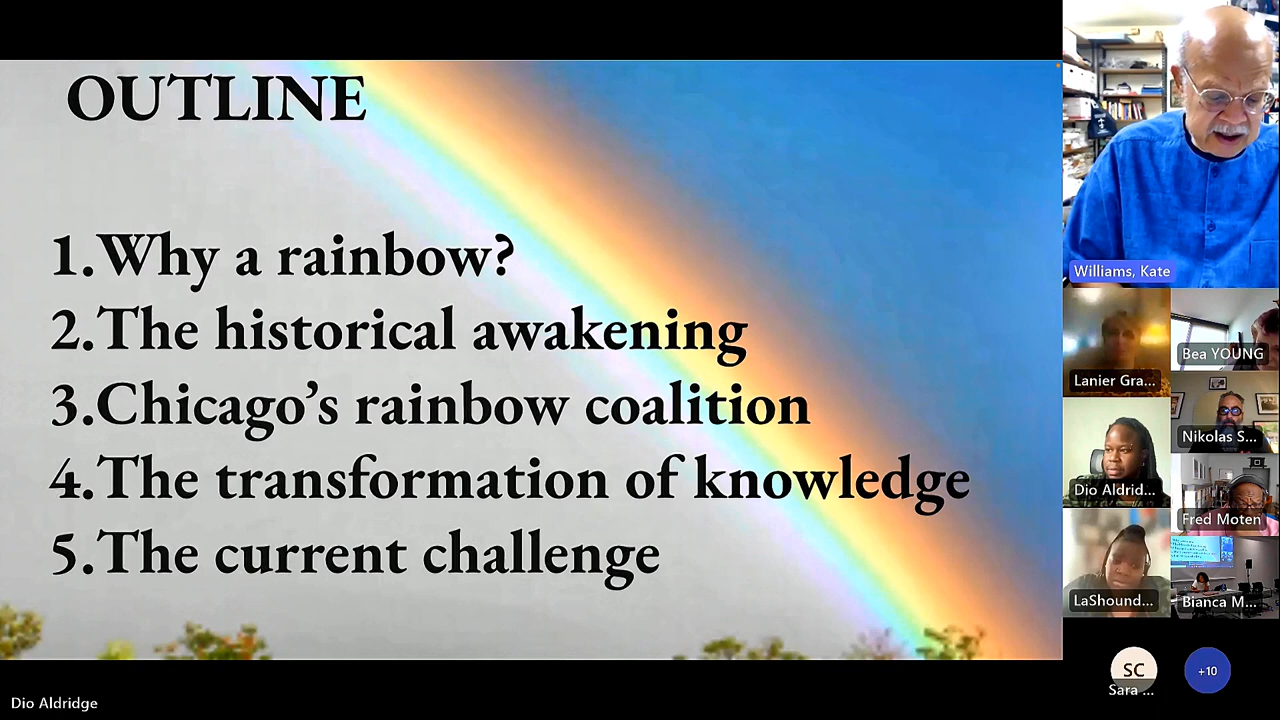 OUTLINE
1.Why a rainbow?
2.The historical awakening
3.Chicago’s rainbow coalition
4.The transformation of knowledge
5.The current challenge
Williams, Kate
Lanier Gra...
Bea YOUNG
Nikolas S...
Dio Aldrid...
Fred Moten
LaShound...
Bianca M...
SC
Sara ...
+10
Dio Aldridge